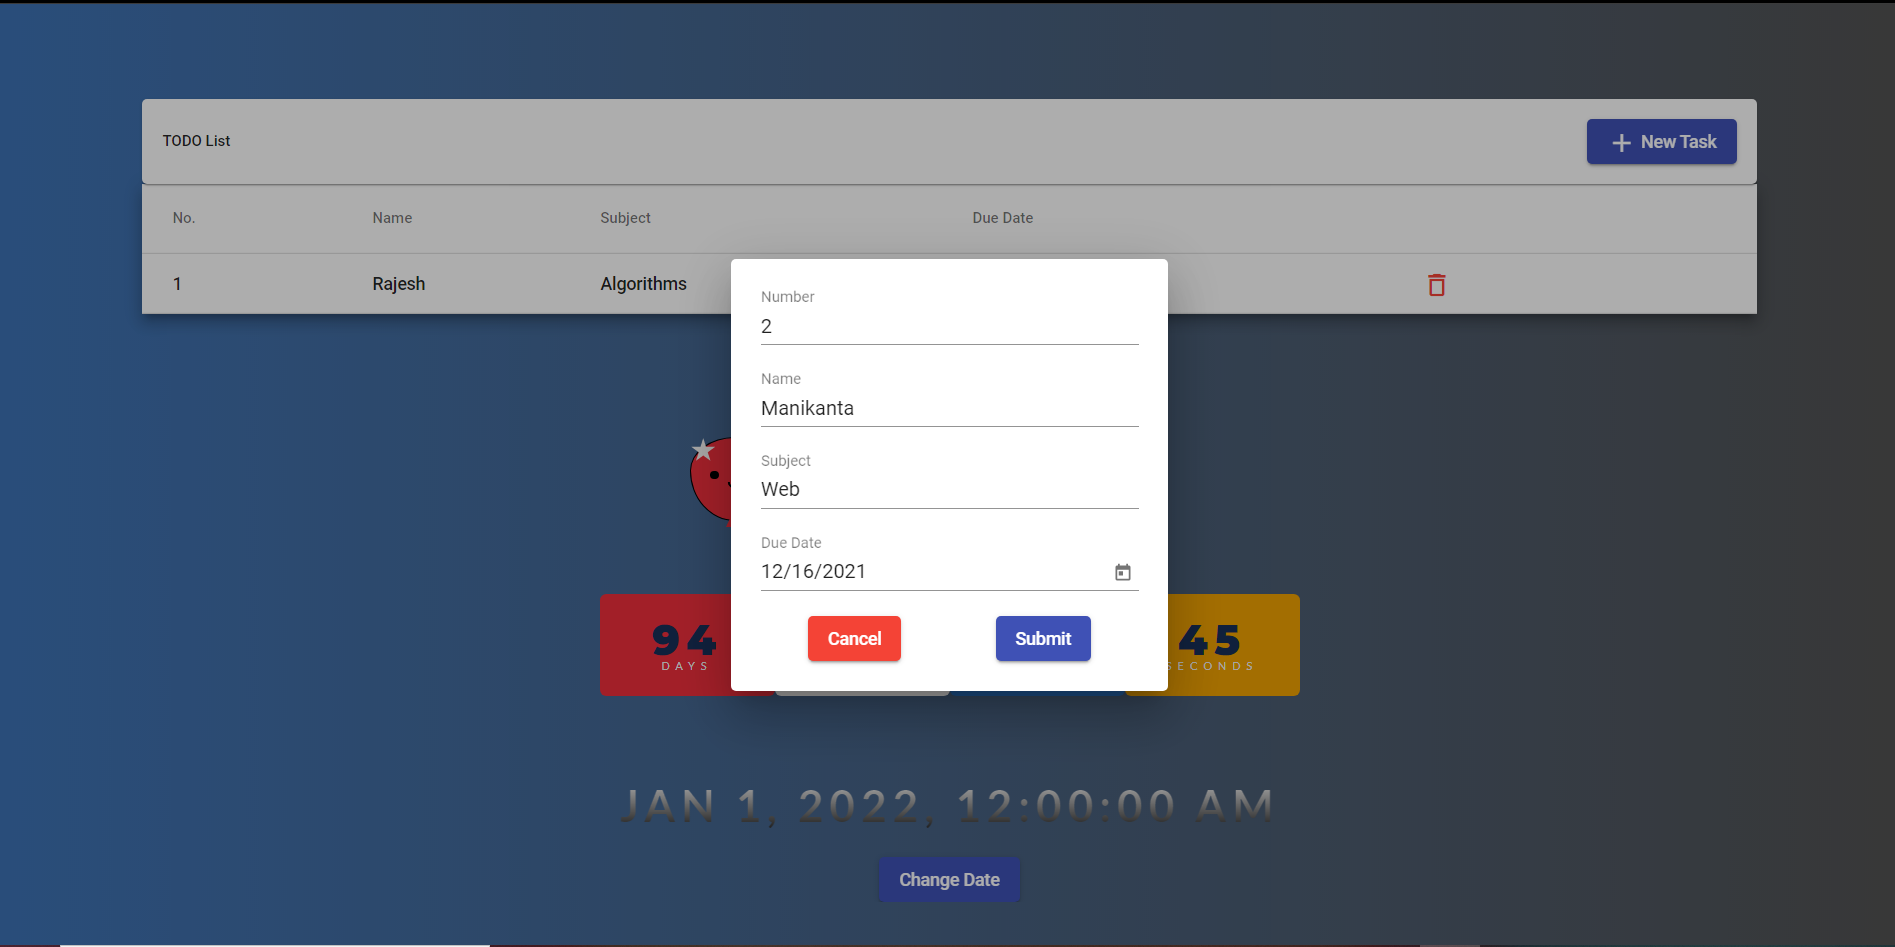 TODO List
New Task
No. Name Subject Due Date
1 Rajesh Algorithms
Number
2
Name
Manikanta
Subject
Web
Due Date
12/16/2021
Cancel Submit
94 45
DAYS SECONDS
JAN 1, 2022, 12:00:00 AM
Change Date